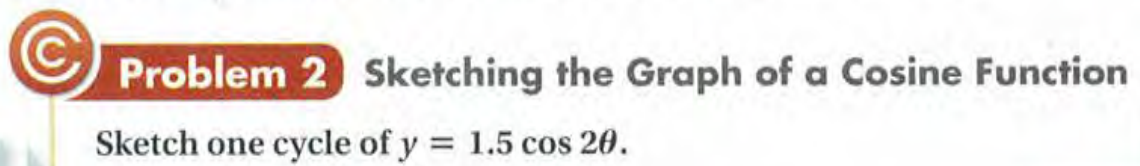 © Problem 2 Sketching the Graph of a Cosine Function
Sketch one cycle of y = 1.5 cos 2θ.